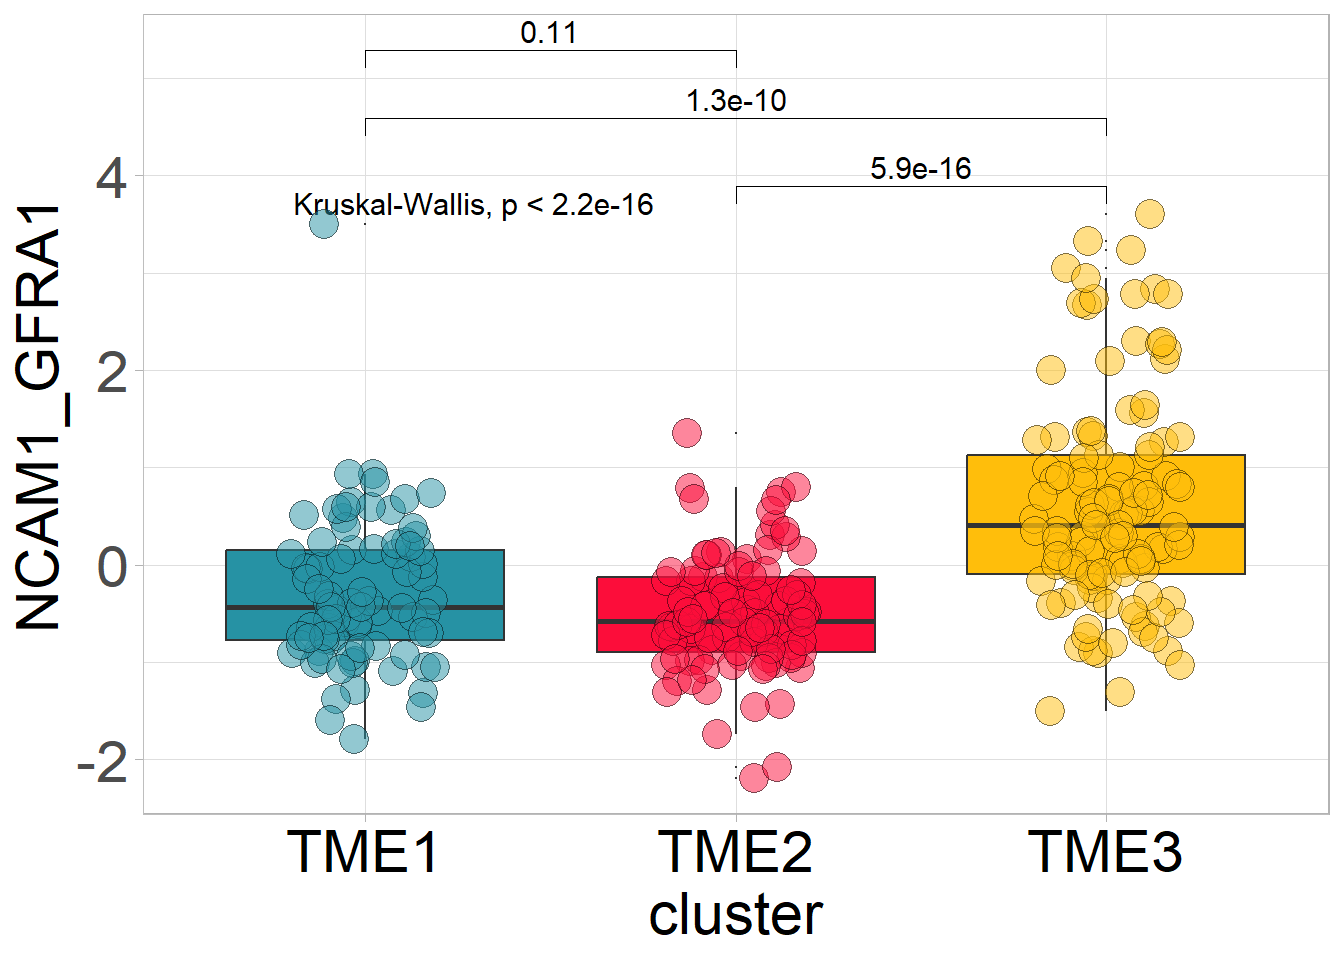 0.11
1.3e-10
5.9e-16
Kruskal-Wallis, p < 2.2e-16
NCAM1_GFRA1
4
2
0
-2
TME1 TME2 TME3
cluster